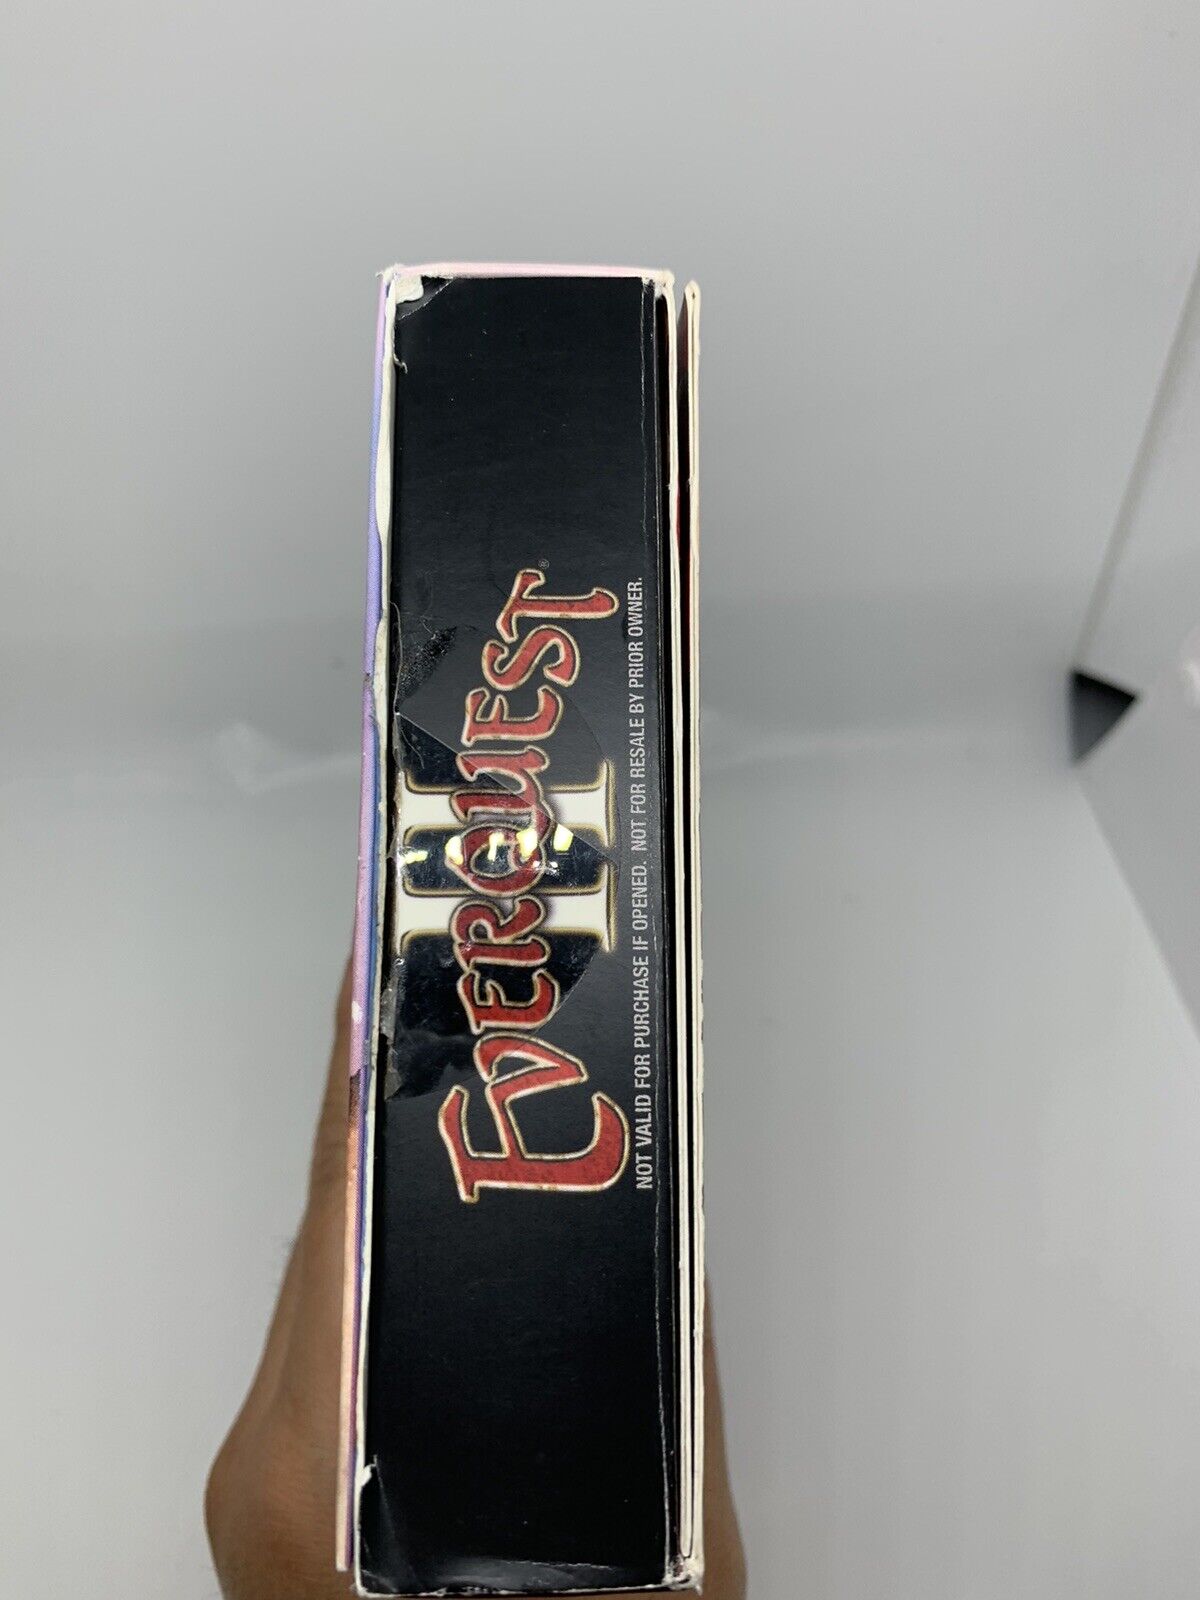 EVERQUEST®
II
NOT VALID FOR PURCHASE IF OPENED. NOT FOR RESALE BY PRIOR OWNER.